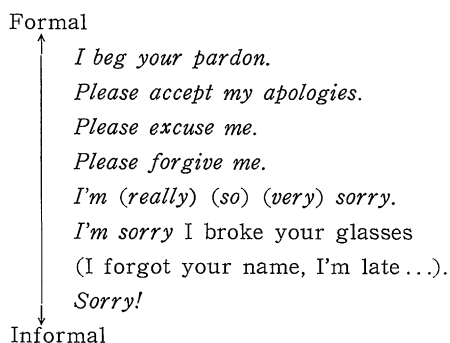 Formal
I beg your pardon.
Please accept my apologies.
Please excuse me.
Please forgive me.
I'm (really) (so) (very) sorry.
I'm sorry I broke your glasses
(I forgot your name, I'm late...).
Sorry!
Informal